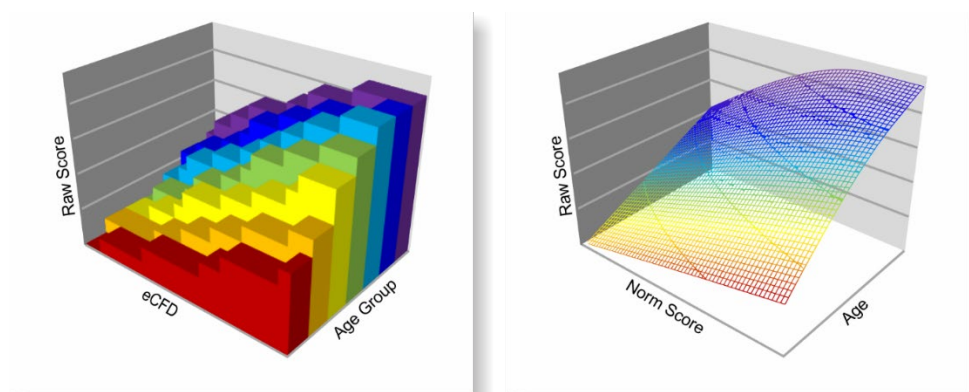 Raw Score
eCFD
Age Group
Raw Score
Norm Score
Age